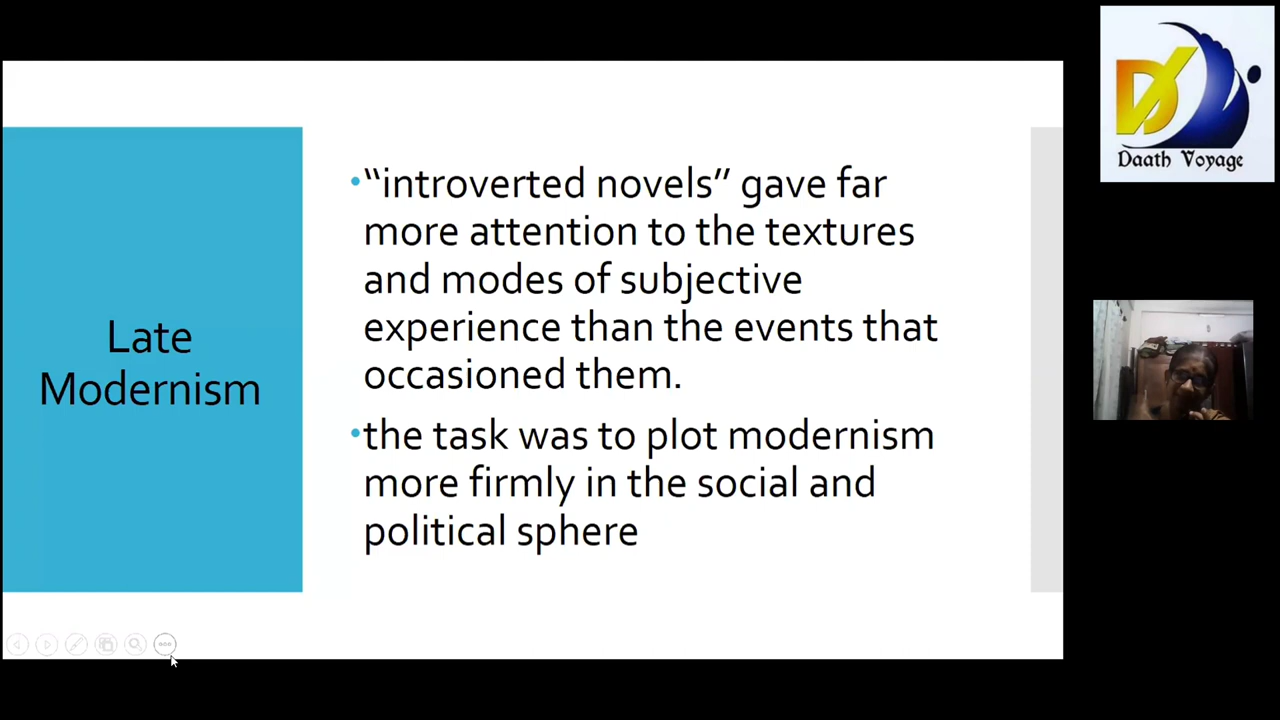 Late
Modernism
•“introverted novels” gave far
more attention to the textures
and modes of subjective
experience than the events that
occasioned them.
•the task was to plot modernism
more firmly in the social and
political sphere
Daath Voyage